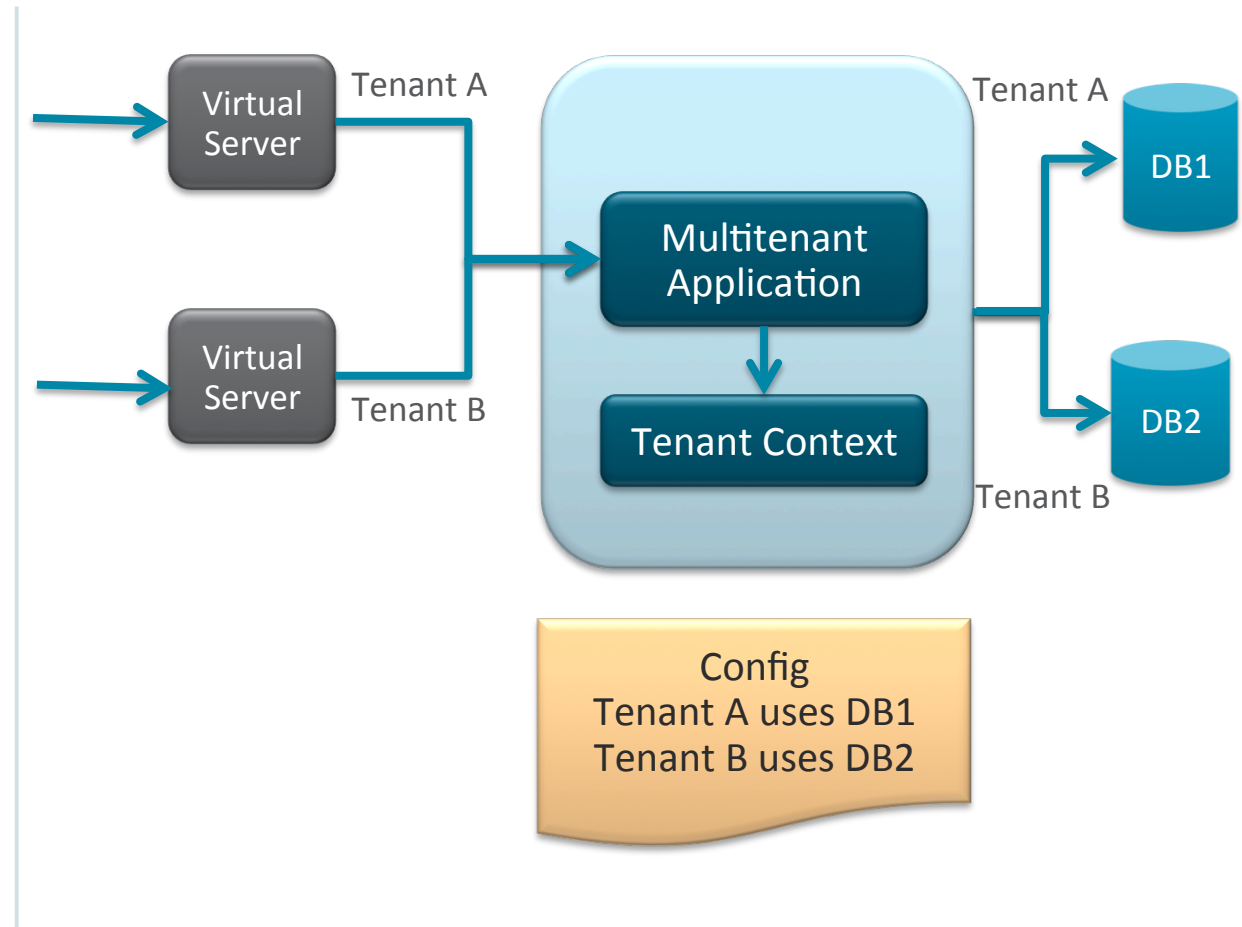 Tenant A
Virtual
Server
Tenant A
DB1
Multitenant
Application
Virtual
Server
Tenant B
Tenant Context
DB2
Tenant B
Config
Tenant A uses DB1
Tenant B uses DB2